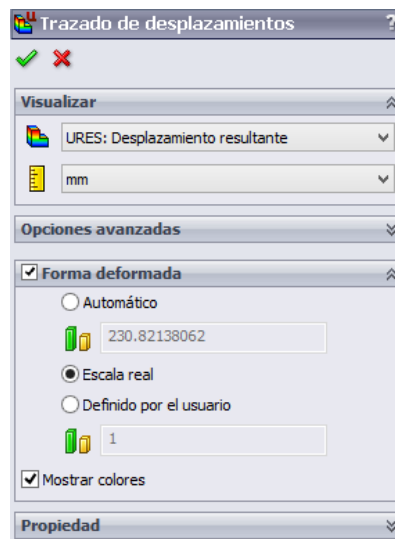 Trazado de desplazamientos ?
Visualizar
URES: Desplazamiento resultante
mm
Opciones avanzadas
Forma deformada
Automático
230.82138062
Escala real
Definido por el usuario
1
Mostrar colores
Propiedad